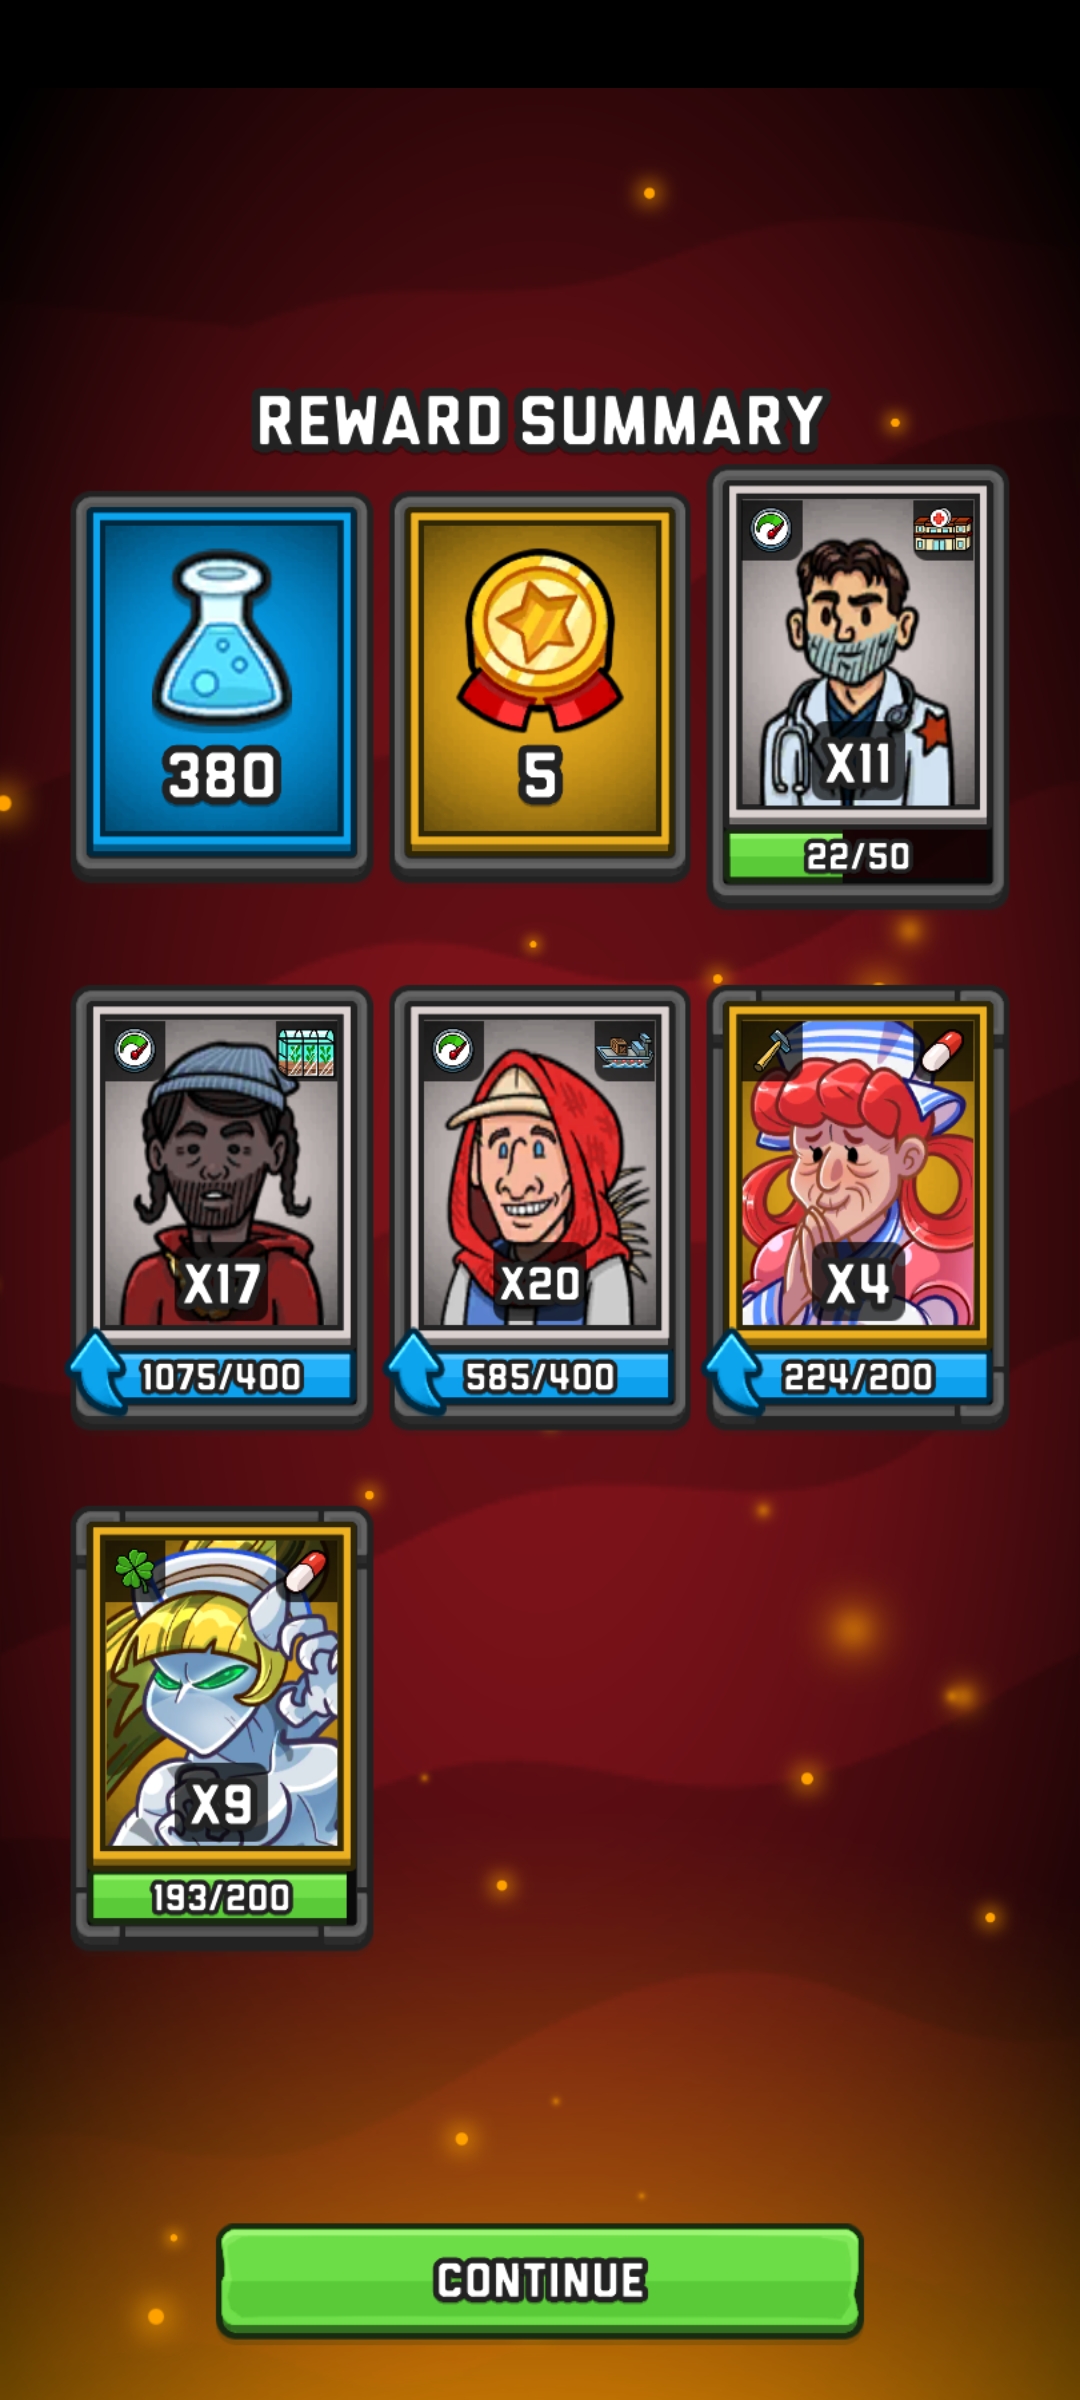 REWARD SUMMARY
380
5
X11
22/50
X17
1075/400
X20
585/400
X4
224/200
X9
193/200
CONTINUE